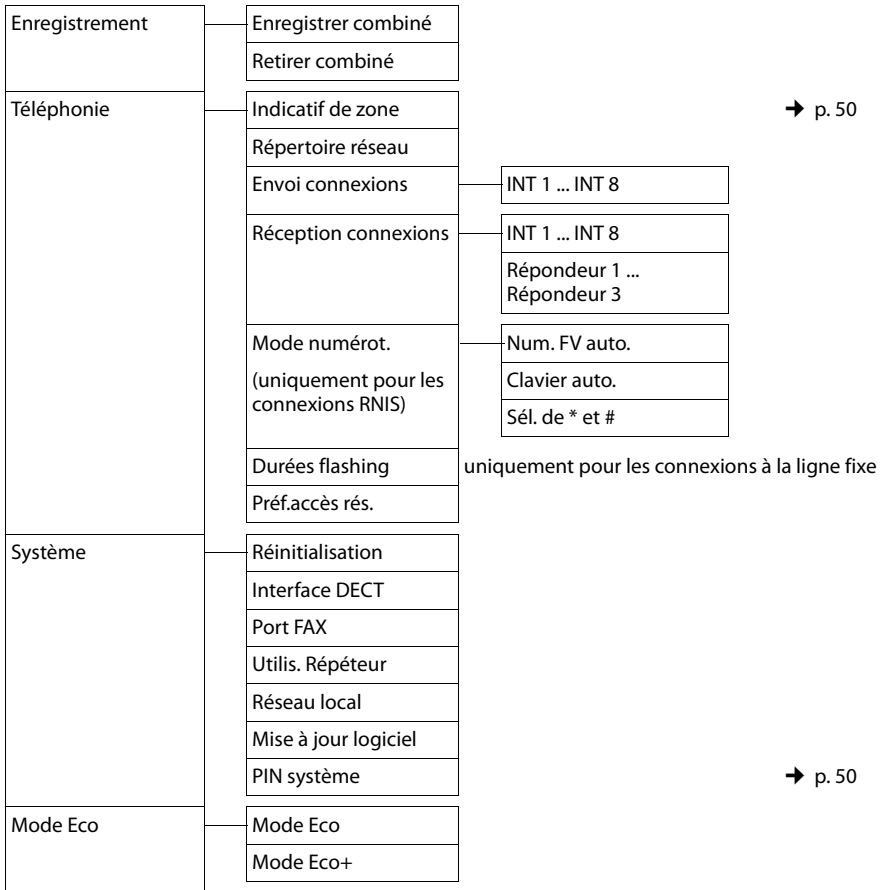 Enregistrement
Enregistrer combiné
Retirer combiné
Téléphonie
Indicatif de zone
➔ p. 50
Répertoire réseau
Envoi connexions
INT 1 ... INT 8
Réception connexions
INT 1 ... INT 8
Répondeur 1 ...
Répondeur 3
Mode numérot.
(uniquement pour les
connexions RNIS)
Num. FV auto.
Clavier auto.
Sél. de * et #
Durées flashing
uniquement pour les connexions à la ligne fixe
Préf.accès rés.
Système
Réinitialisation
Interface DECT
Port FAX
Utilis. Répéteur
Réseau local
Mise à jour logiciel
PIN système
➔ p. 50
Mode Eco
Mode Eco
Mode Eco+